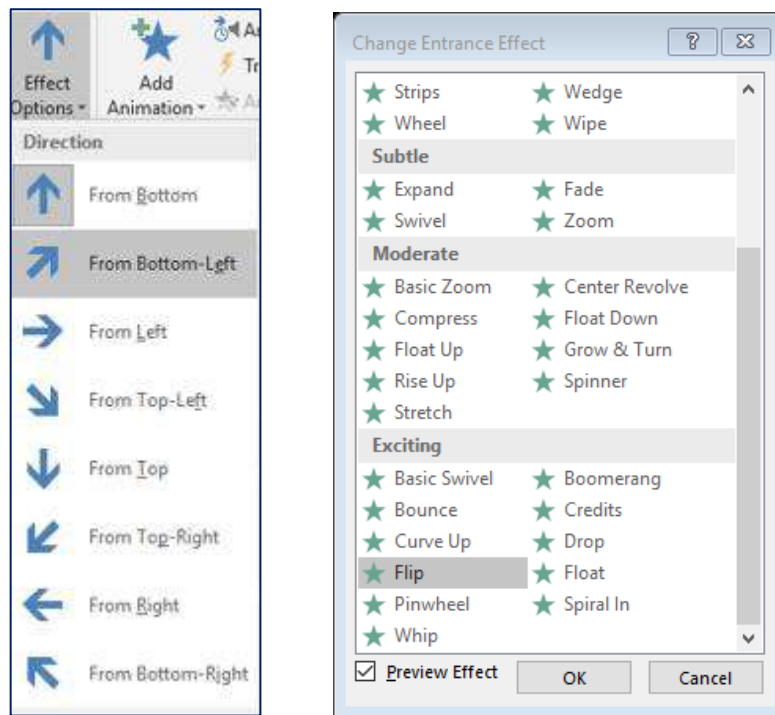 Effect
Options
Add
Animation
Direction
From Bottom
From Bottom-Left
From Left
From Top-Left
From Top
From Top-Right
From Right
From Bottom-Right
Change Entrance Effect
Strips Wedge
Wheel Wipe
Subtle
Expand Fade
Swivel Zoom
Moderate
Basic Zoom Center Revolve
Compress Float Down
Float Up Grow & Turn
Rise Up Spinner
Stretch
Exciting
Basic Swivel Boomerang
Bounce Credits
Curve Up Drop
Flip Float
Pinwheel Spiral In
Whip
Preview Effect OK Cancel